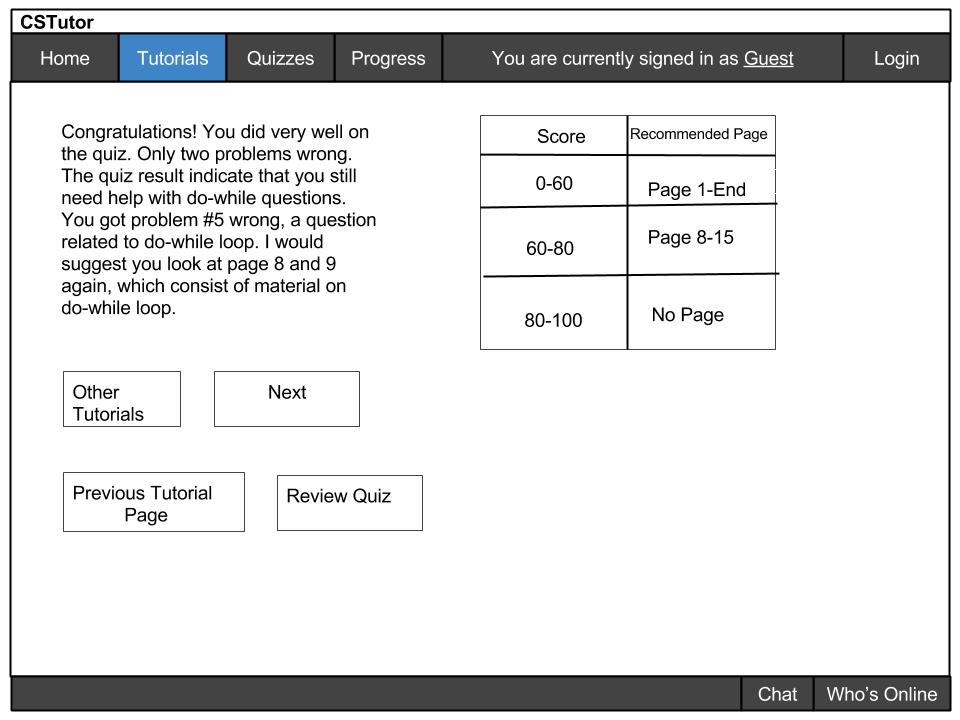 CSTutor
Home Tutorials Quizzes Progress You are currently signed in as Guest Login
Congratulations! You did very well on
the quiz. Only two problems wrong.
The quiz result indicate that you still
need help with do-while questions.
You got problem #5 wrong, a question
related to do-while loop. I would
suggest you look at page 8 and 9
again, which consist of material on
do-while loop.
Score Recommended Page
0-60 Page 1-End
60-80 Page 8-15
80-100 No Page
Other
Tutorials
Next
Previous Tutorial
Page
Review Quiz
Chat Who's Online